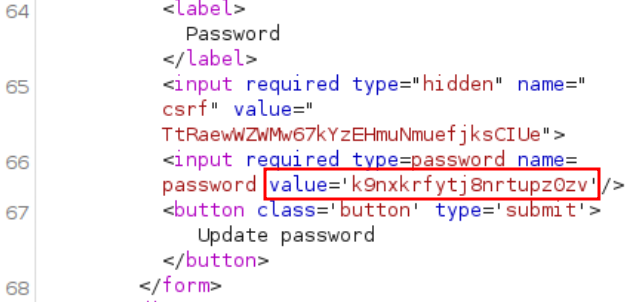 64 <label>
Password
</label>
65 <input required type="hidden" name="
csrf" value="
TtRaewWZWMw67kYzEHmuNmuefjksCIUe">
66 <input required type=password name=
password value='k9nxkrfytj8nrtupz0zv'/>
67 <button class='button' type='submit'>
Update password
</button>
68 </form>